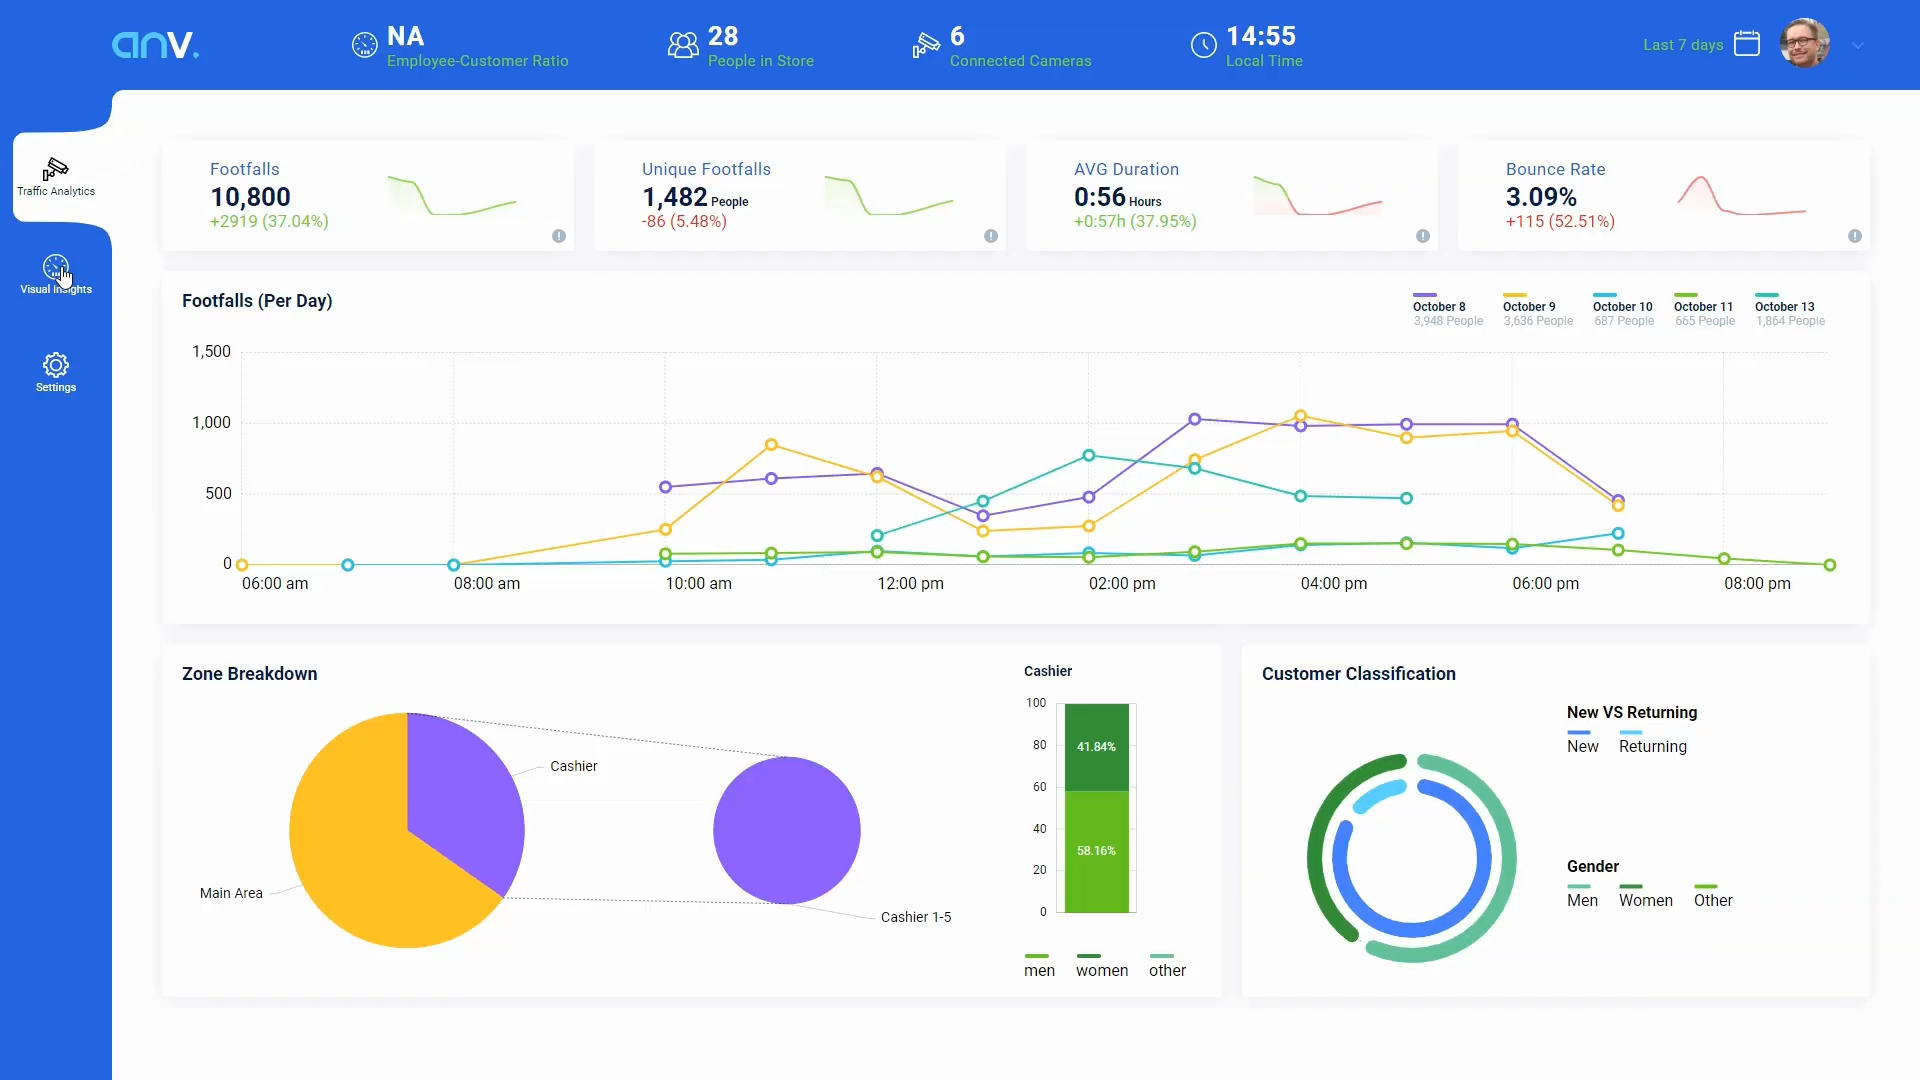 anv.
NA
Employee-Customer Ratio
28
People in Store
6
Connected Cameras
14:55
Local Time
Last 7 days
Traffic Analytics
Visual Insights
Settings
Footfalls
10,800
+2919 (37.04%)
Unique Footfalls
1,482 People
-86 (5.48%)
AVG Duration
0:56 Hours
+0:57h (37.95%)
Bounce Rate
3.09%
+115 (52.51%)
Footfalls (Per Day)
October 8
3,948 People
October 9
3,636 People
October 10
687 People
October 11
665 People
October 13
1,864 People
1,500
1,000
500
0
06:00 am 08:00 am 10:00 am 12:00 pm 02:00 pm 04:00 pm 06:00 pm 08:00 pm
Zone Breakdown
Cashier
Main Area
Cashier 1-5
Cashier
100
80
60
40
20
0
41.84%
58.16%
men women other
Customer Classification
New VS Returning
New Returning
Gender
Men Women Other